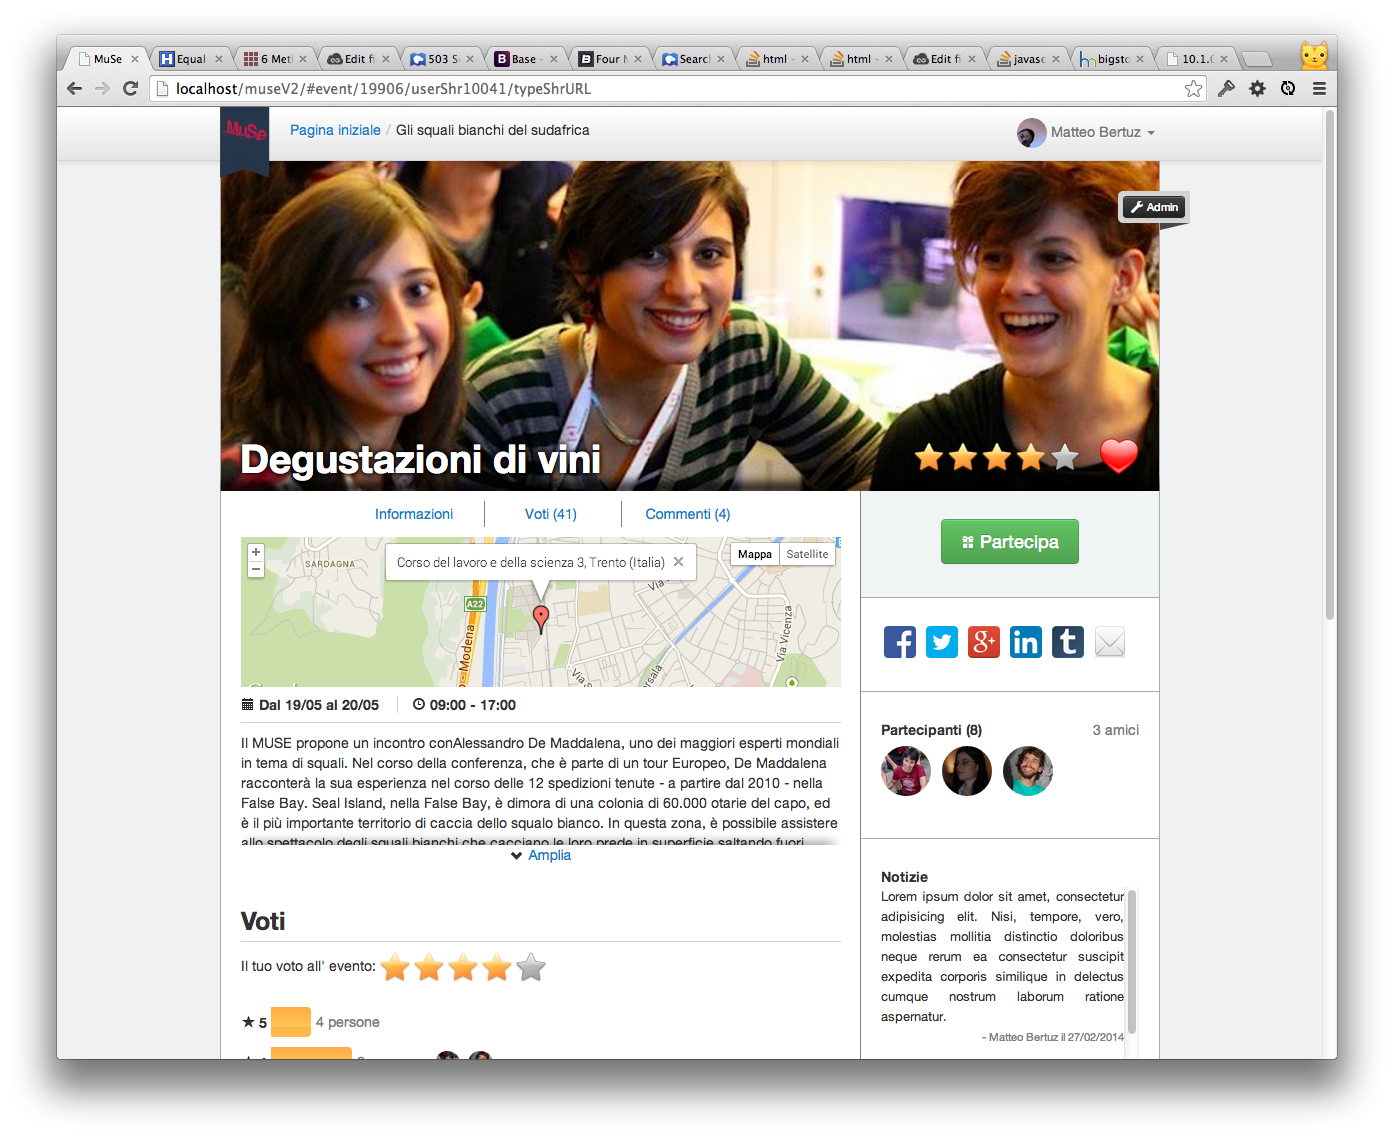 MuSe
Equal
6 Met
Edit fi
503 S
Base -
Four M
Search
html -
html -
Edit fi
javasc
bigsto
10.1.0
localhost/museV2/#event/19906/userShr10041/typeShrURL
MuSe
Pagina iniziale / Gli squali bianchi del sudafrica
Matteo Bertuz
Admin
Degustazioni di vini
Informazioni
Voti (41)
Commenti (4)
Partecipa
+
−
SARDAGNA
Corso del lavoro e della scienza 3, Trento (Italia)
Mappa
Satellite
A22
Modena
Via Vicenza
Dal 19/05 al 20/05
09:00 - 17:00
Il MUSE propone un incontro conAlessandro De Maddalena, uno dei maggiori esperti mondiali
in tema di squali. Nel corso della conferenza, che è parte di un tour Europeo, De Maddalena
racconterà la sua esperienza nel corso delle 12 spedizioni tenute - a partire dal 2010 - nella
False Bay. Seal Island, nella False Bay, è dimora di una colonia di 60.000 otarie del capo, ed
è il più importante territorio di caccia dello squalo bianco. In questa zona, è possibile assistere
allo spettacolo degli squali bianchi che cacciano le loro prede in superficie saltando fuori
Amplia
Voti
Il tuo voto all' evento:
5
4 persone
Partecipanti (8)
3 amici
Notizie
Lorem ipsum dolor sit amet, consectetur
adipisicing elit. Nisi, tempore, vero,
molestias mollitia distinctio doloribus
neque rerum ea consectetur suscipit
expedita corporis similique in delectus
cumque nostrum laborum ratione
aspernatur.
- Matteo Bertuz il 27/02/2014